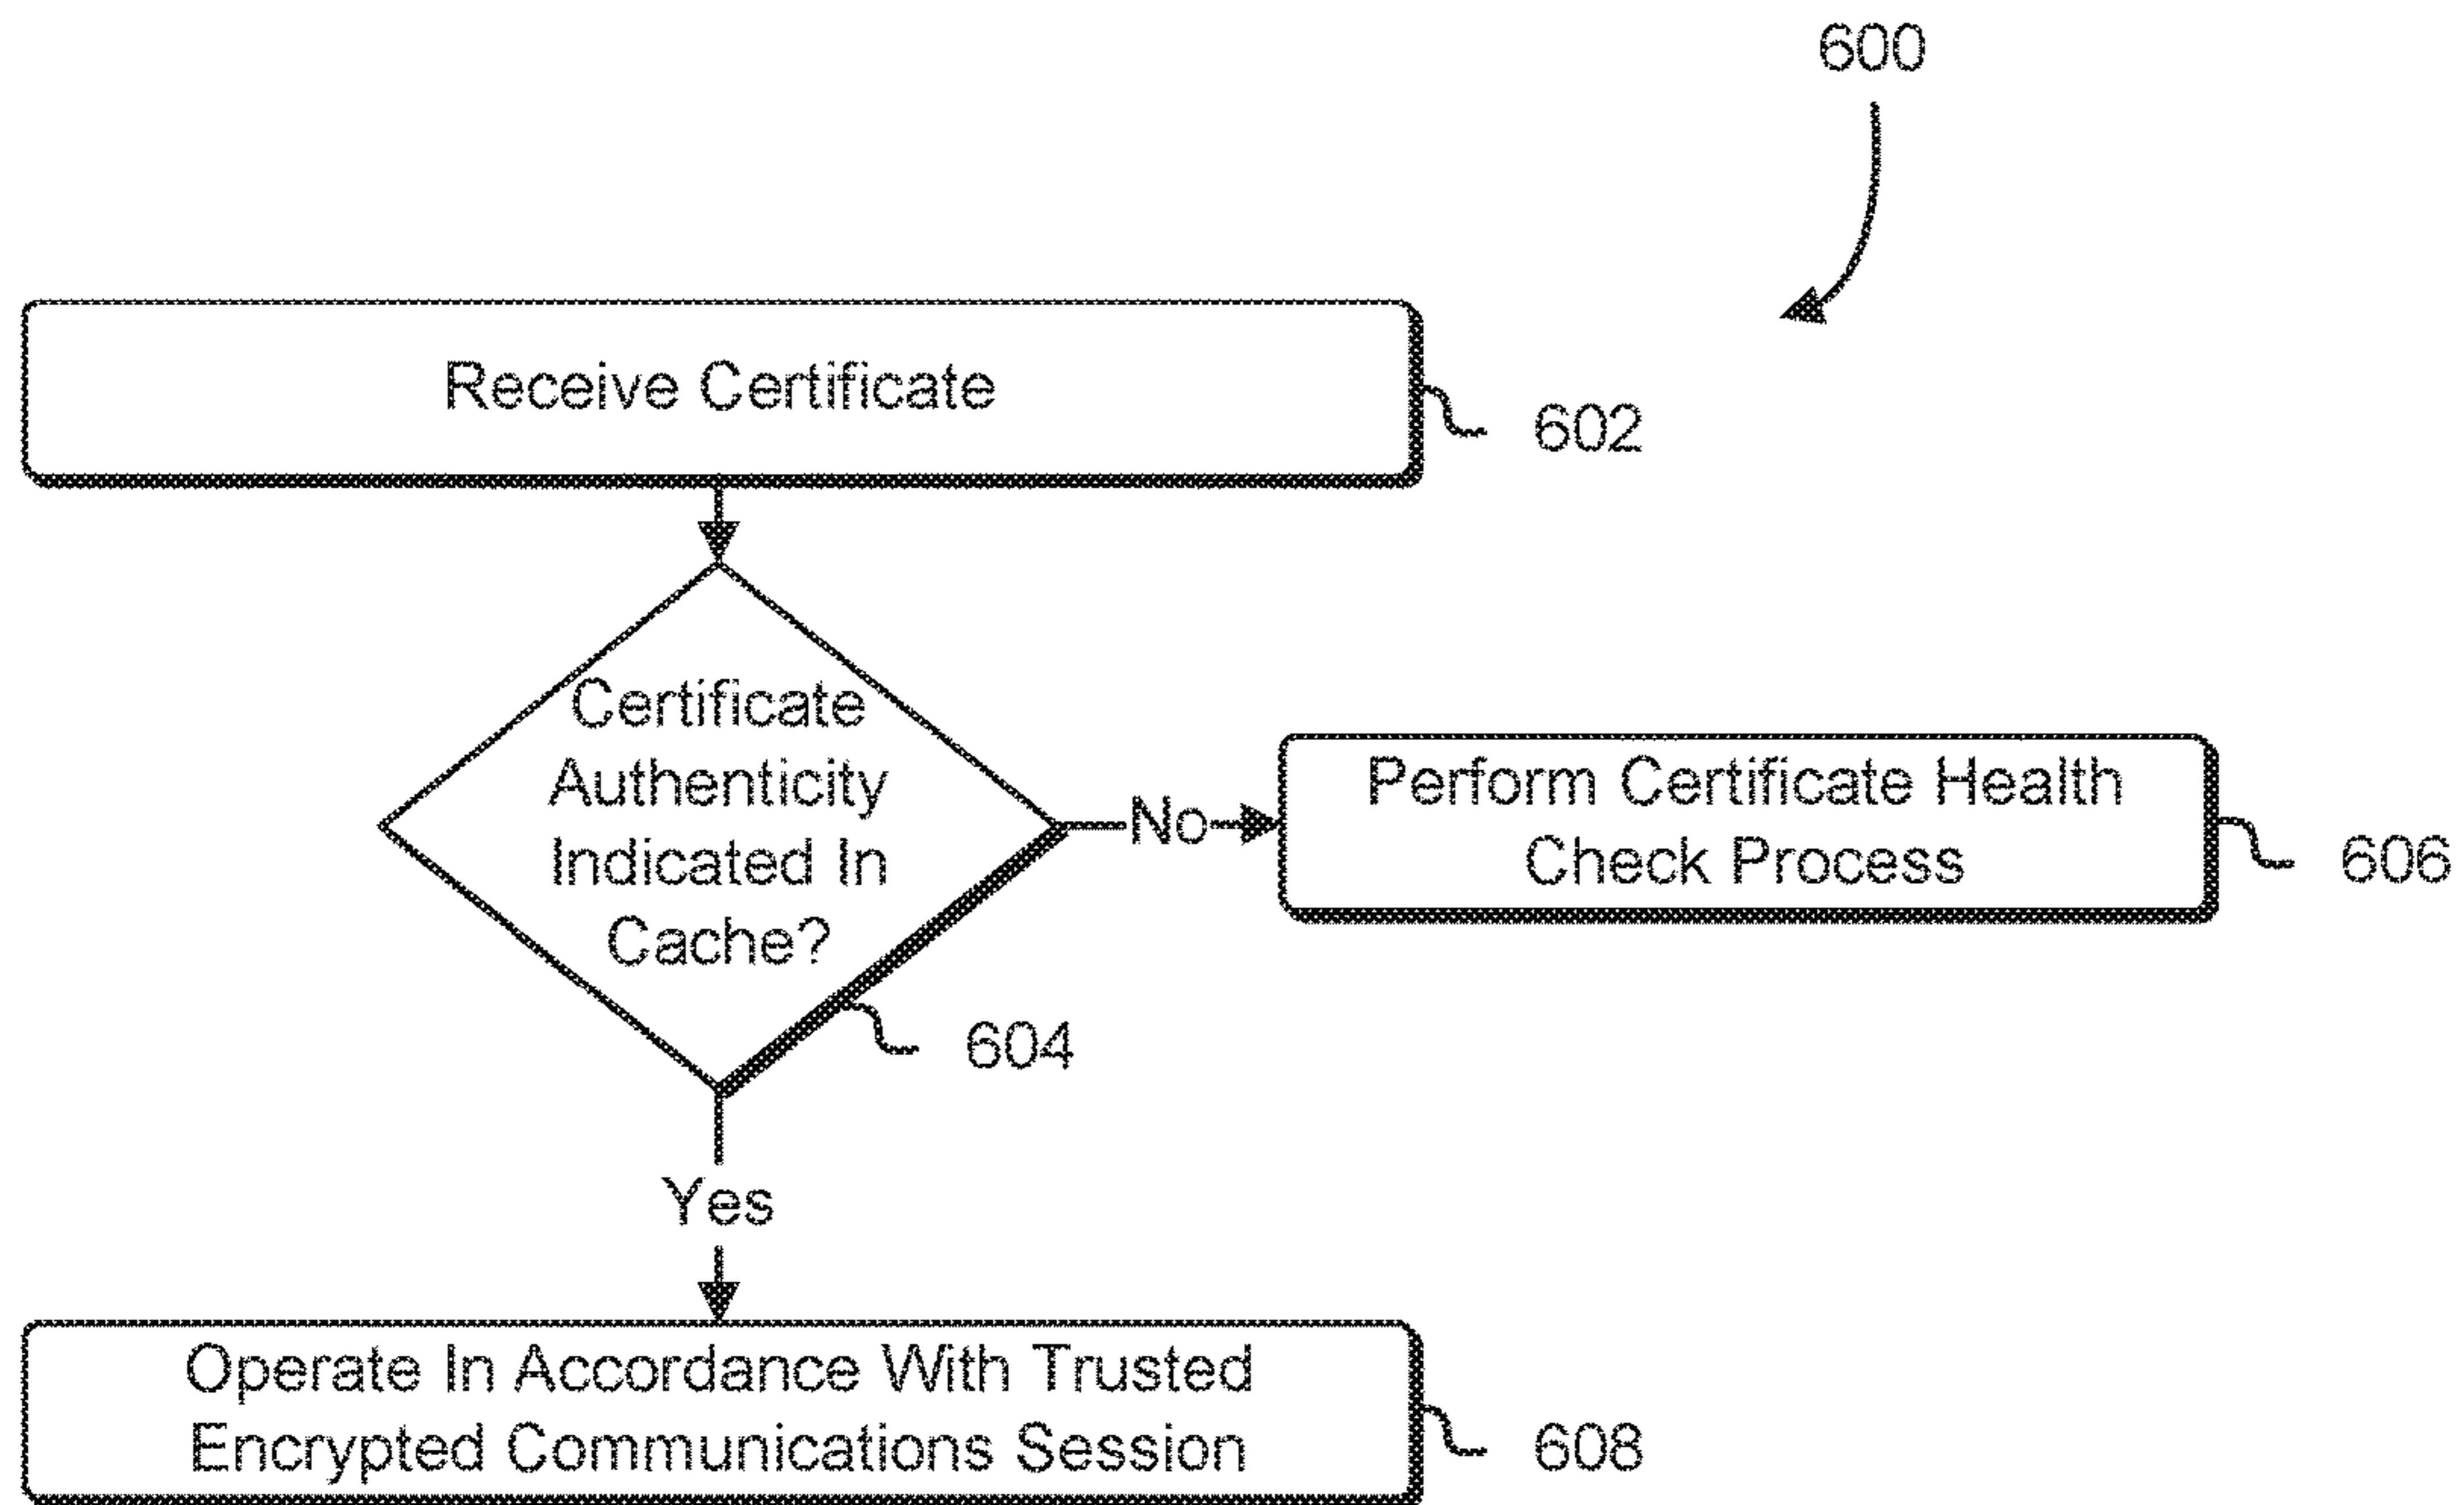 600
Receive Certificate
602
Certificate
Authenticity
Indicated In
Cache?
No
Perform Certificate Health
Check Process
606
604
Yes
Operate In Accordance With Trusted
Encrypted Communications Session
608